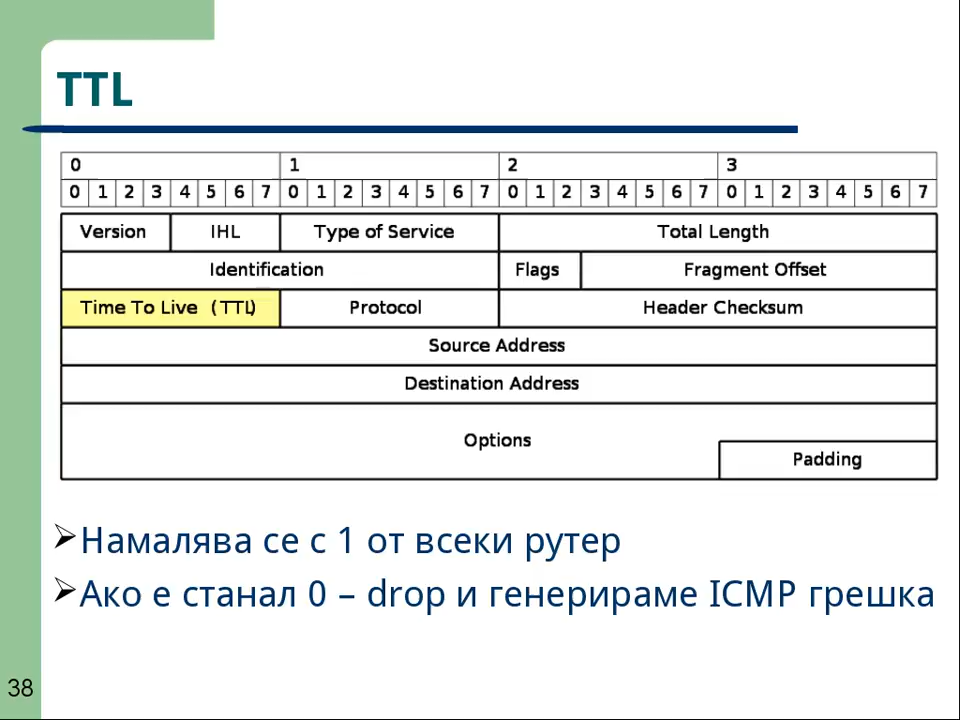 TTL
0 1 2 3
0 1 2 3 4 5 6 7 0 1 2 3 4 5 6 7 0 1 2 3 4 5 6 7 0 1 2 3 4 5 6 7
Version IHL Type of Service Total Length
Identification Flags Fragment Offset
Time To Live (TTL) Protocol Header Checksum
Source Address
Destination Address
Options
Padding
Намалява се с 1 от всеки рутер
Ако е станал 0 – drop и генерираме ICMP грешка
38